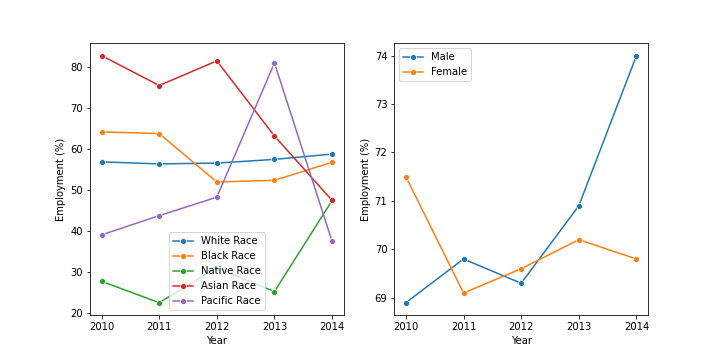 80
70
60
50
40
30
20
Employment (%)
White Race
Black Race
Native Race
Asian Race
Pacific Race
2010 2011 2012 2013 2014
Year
74
73
72
71
70
69
Employment (%)
Male
Female
2010 2011 2012 2013 2014
Year